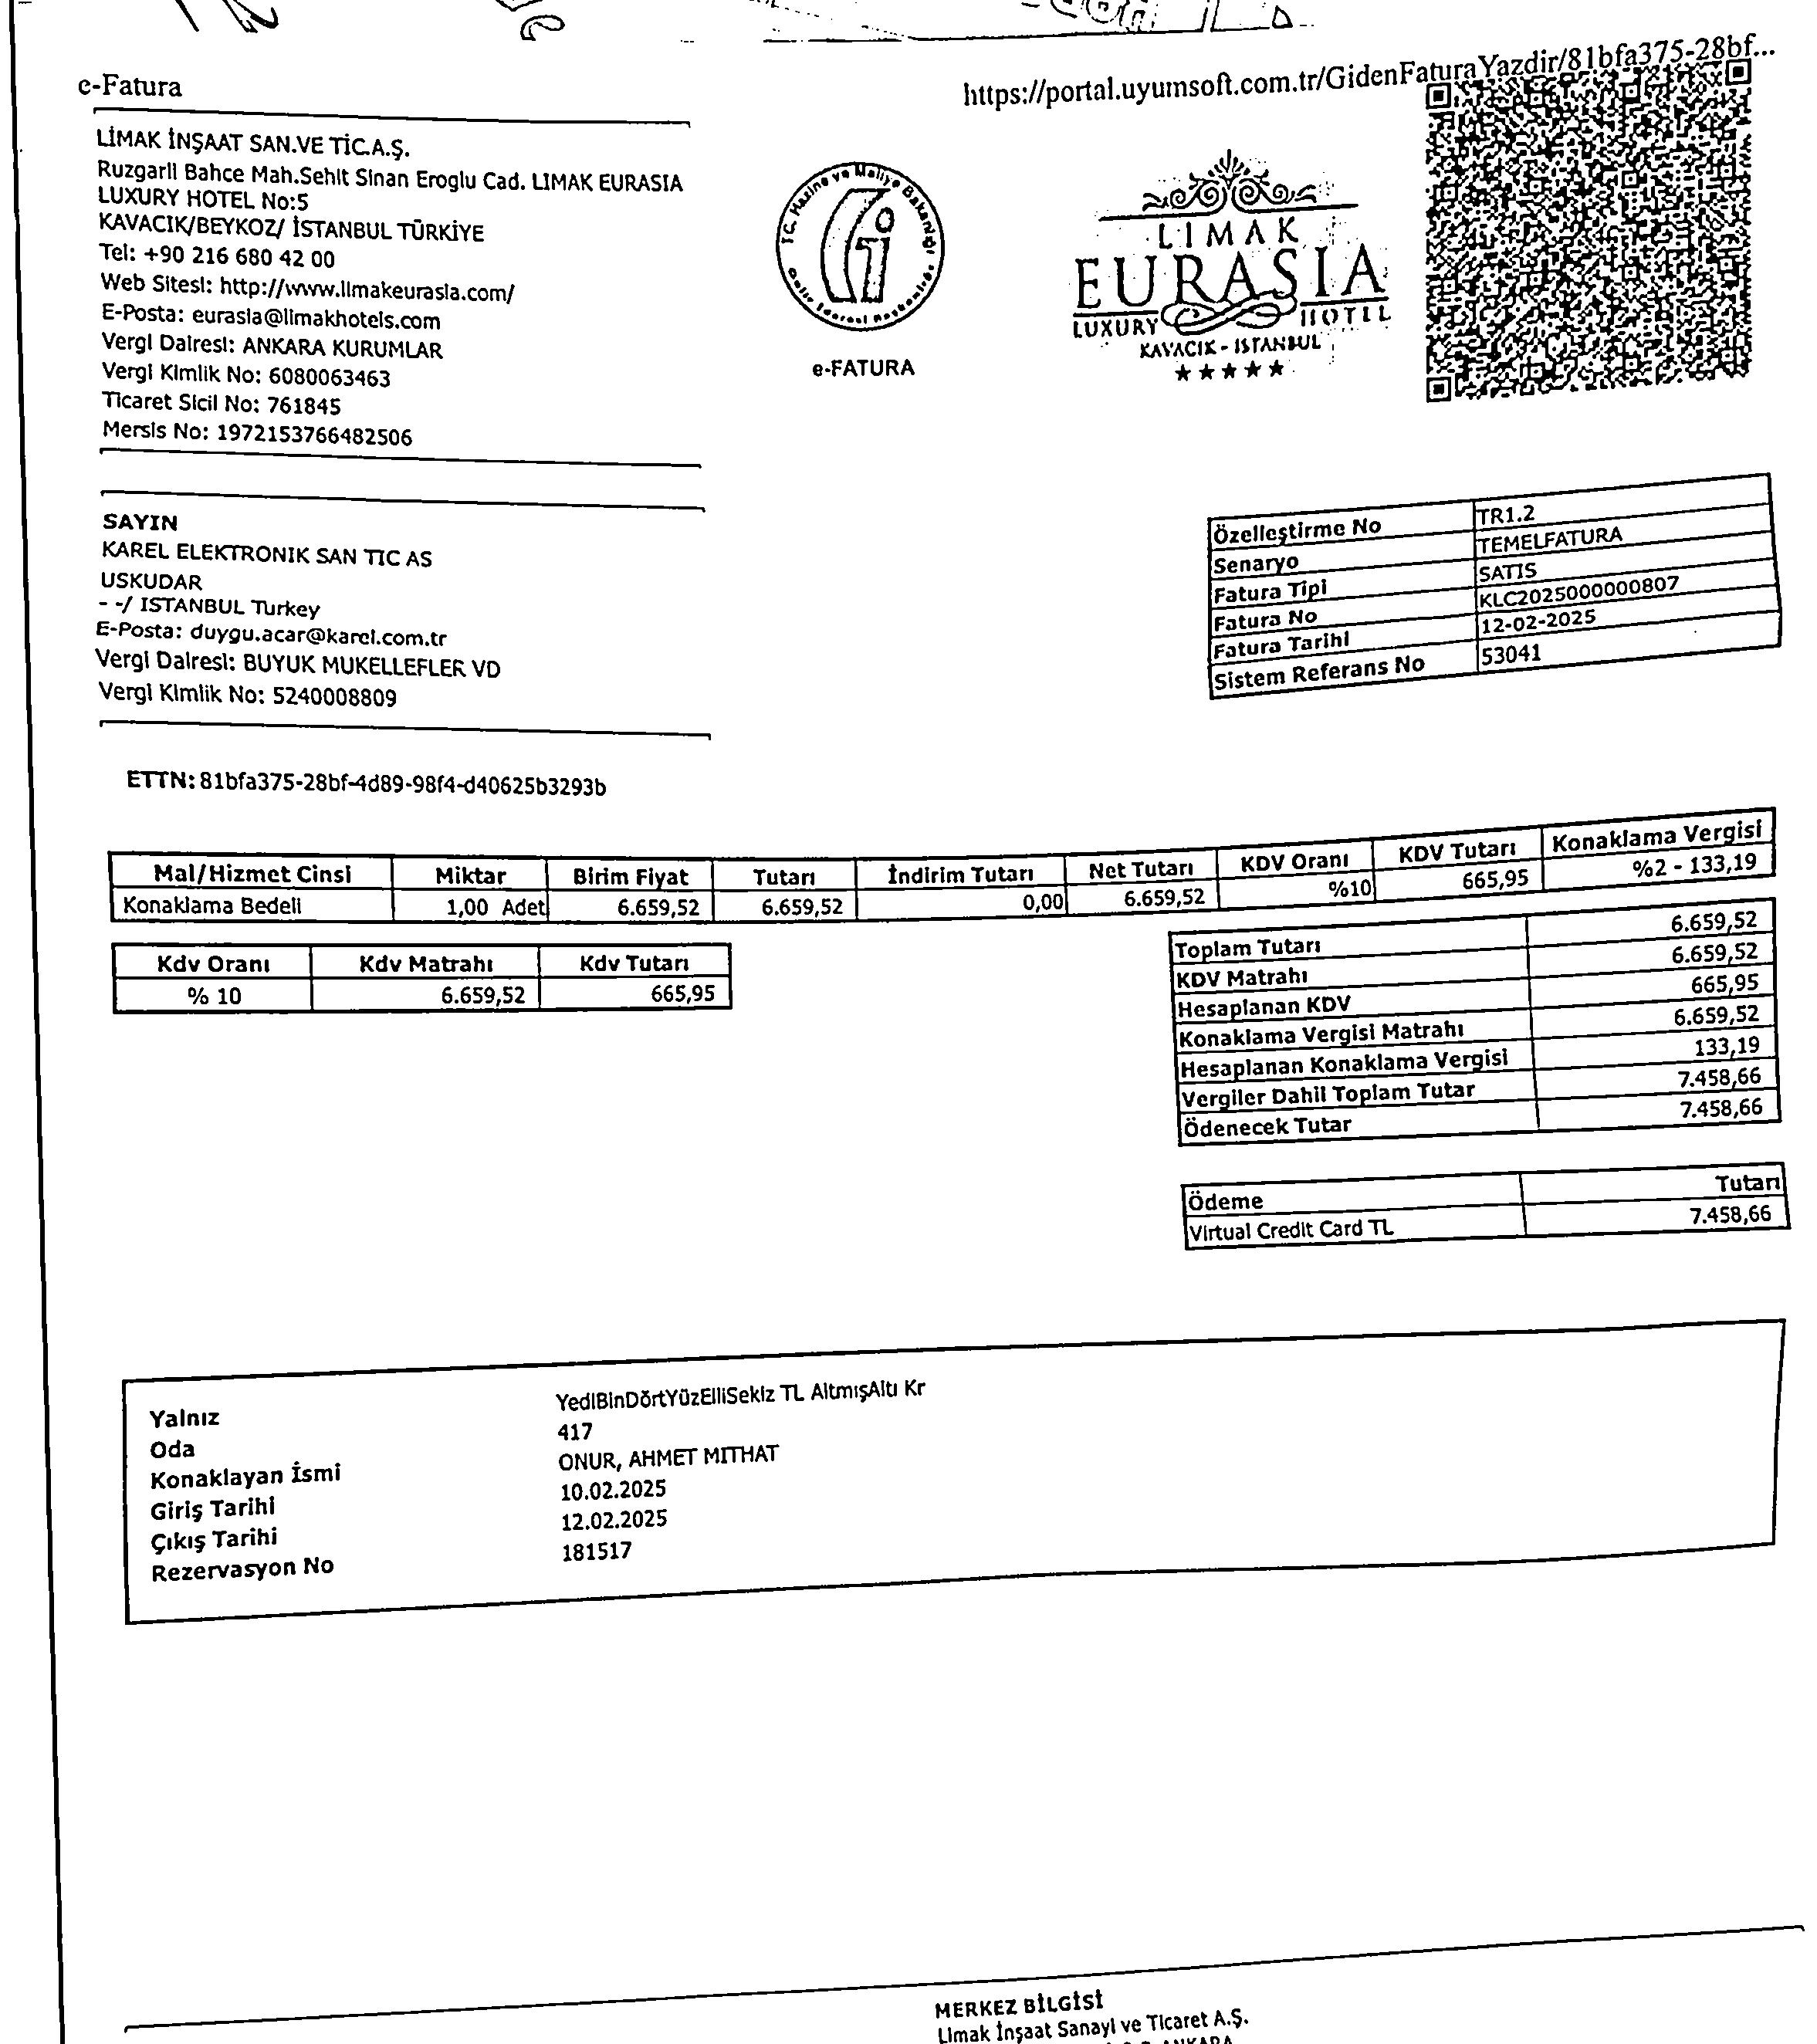 e-Fatura
https://portal.uyumsoft.com.tr/GidenFaturaYazdir/81bfa375-28bf...
LİMAK İNŞAAT SAN.VE TİC.A.Ş.
Ruzgarli Bahce Mah.Sehit Sinan Eroglu Cad. LIMAK EURASIA
LUXURY HOTEL No:5
KAVACIK/BEYKOZ/ İSTANBUL TÜRKİYE
Tel: +90 216 680 42 00
Web Sitesi: http://www.limakeurasia.com/
E-Posta: eurasia@limakhotels.com
Vergi Dairesi: ANKARA KURUMLAR
Vergi Kimlik No: 6080063463
Ticaret Sicil No: 761845
Mersis No: 1972153766482506
T.C. Hazine ve Maliye Bakanlığı
Gelir İdaresi Başkanlığı
e-FATURA
LIMAK
EURASIA
LUXURY HOTEL
KAVACIK - ISTANBUL
★★★★★
SAYIN
KAREL ELEKTRONIK SAN TIC AS
USKUDAR
- -/ ISTANBUL Turkey
E-Posta: duygu.acar@karel.com.tr
Vergi Dairesi: BUYUK MUKELLEFLER VD
Vergi Kimlik No: 5240008809
Özelleştirme No TR1.2
Senaryo TEMELFATURA
Fatura Tipi SATIS
Fatura No KLC2025000000807
Fatura Tarihi 12-02-2025
Sistem Referans No 53041
ETTN: 81bfa375-28bf-4d89-98f4-d40625b3293b
Mal/Hizmet Cinsi Miktar Birim Fiyat Tutarı İndirim Tutarı Net Tutarı KDV Oranı KDV Tutarı Konaklama Vergisi
Konaklama Bedeli 1,00 Adet 6.659,52 6.659,52 0,00 6.659,52 %10 665,95 %2 - 133,19
Kdv Oranı Kdv Matrahı Kdv Tutarı
% 10 6.659,52 665,95
Toplam Tutarı 6.659,52
KDV Matrahı 6.659,52
Hesaplanan KDV 665,95
Konaklama Vergisi Matrahı 6.659,52
Hesaplanan Konaklama Vergisi 133,19
Vergiler Dahil Toplam Tutar 7.458,66
Ödenecek Tutar 7.458,66
Ödeme Tutarı
Virtual Credit Card TL 7.458,66
Yalnız YediBinDörtYüzElliSekiz TL AltmışAltı Kr
Oda 417
Konaklayan İsmi ONUR, AHMET MITHAT
Giriş Tarihi 10.02.2025
Çıkış Tarihi 12.02.2025
Rezervasyon No 181517
MERKEZ BİLGİSİ
Limak İnşaat Sanayi ve Ticaret A.Ş.
ANKARA